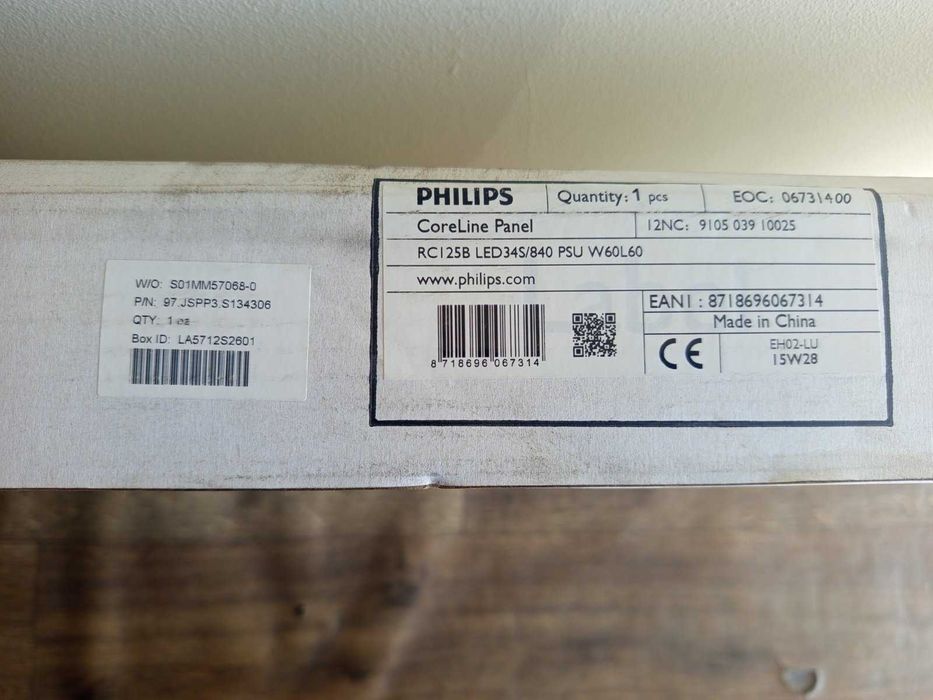 W/O: S01MM57068-0
P/N: 97.JSPP3.S134306
QTY: 1 ea
Box ID: LA5712S2601
PHILIPS
Quantity: 1 pcs
EOC: 06731400
CoreLine Panel
12NC: 9105 039 10025
RC125B LED34S/840 PSU W60L60
www.philips.com
EAN1: 8718696067314
Made in China
8 718696 067314
CE
EH02-LU
15W28